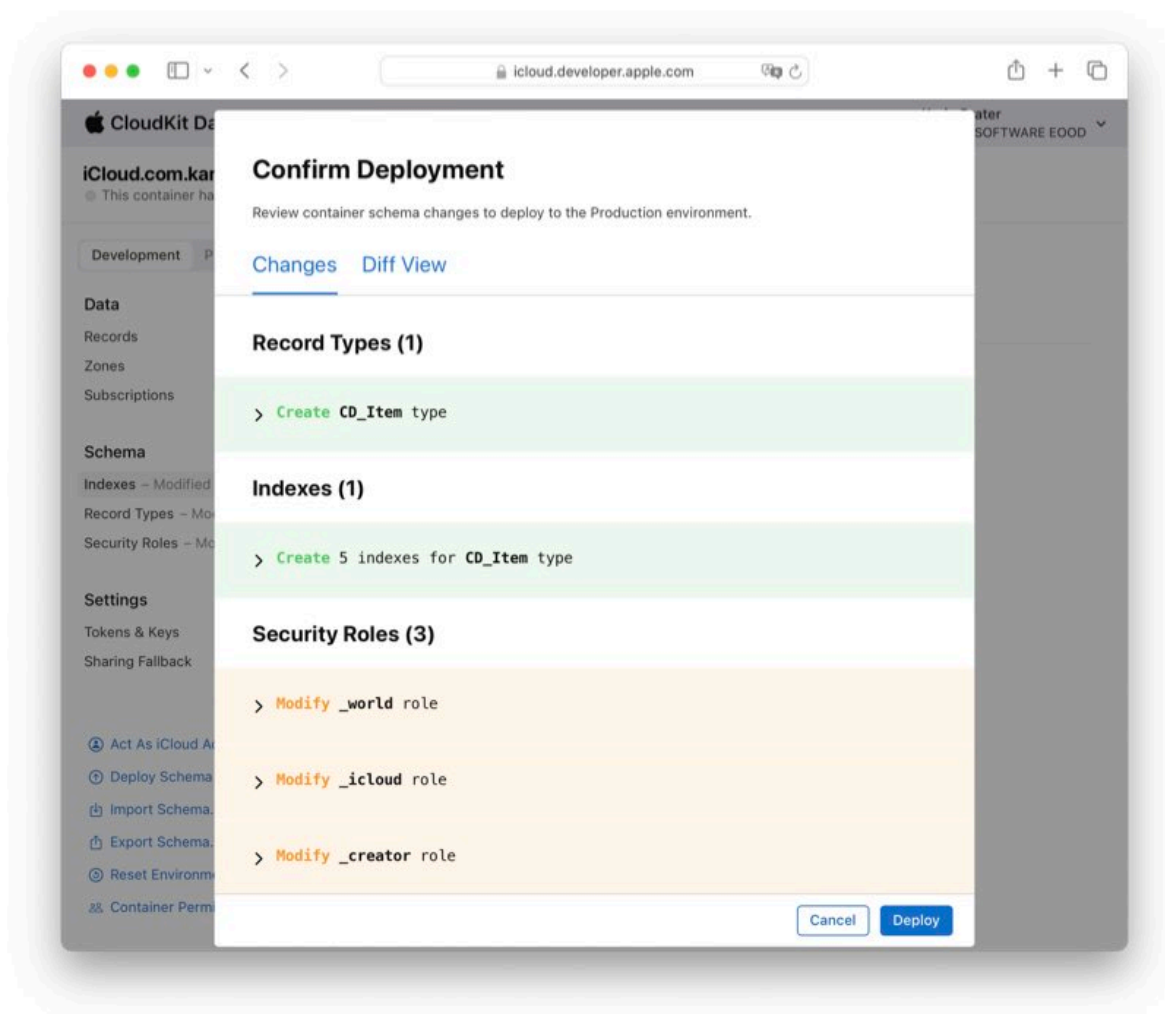 icloud.developer.apple.com
CloudKit
ater
SOFTWARE EOOD
iCloud.com.kar
This container ha
Development P
Data
Records
Zones
Subscriptions
Schema
Indexes – Modified
Record Types – Mo
Security Roles – Mo
Settings
Tokens & Keys
Sharing Fallback
Act As iCloud A
Deploy Schema
Import Schema.
Export Schema.
Reset Environm
Container Permi
Confirm Deployment
Review container schema changes to deploy to the Production environment.
Changes Diff View
Record Types (1)
Create CD_Item type
Indexes (1)
Create 5 indexes for CD_Item type
Security Roles (3)
Modify _world role
Modify _icloud role
Modify _creator role
Cancel Deploy